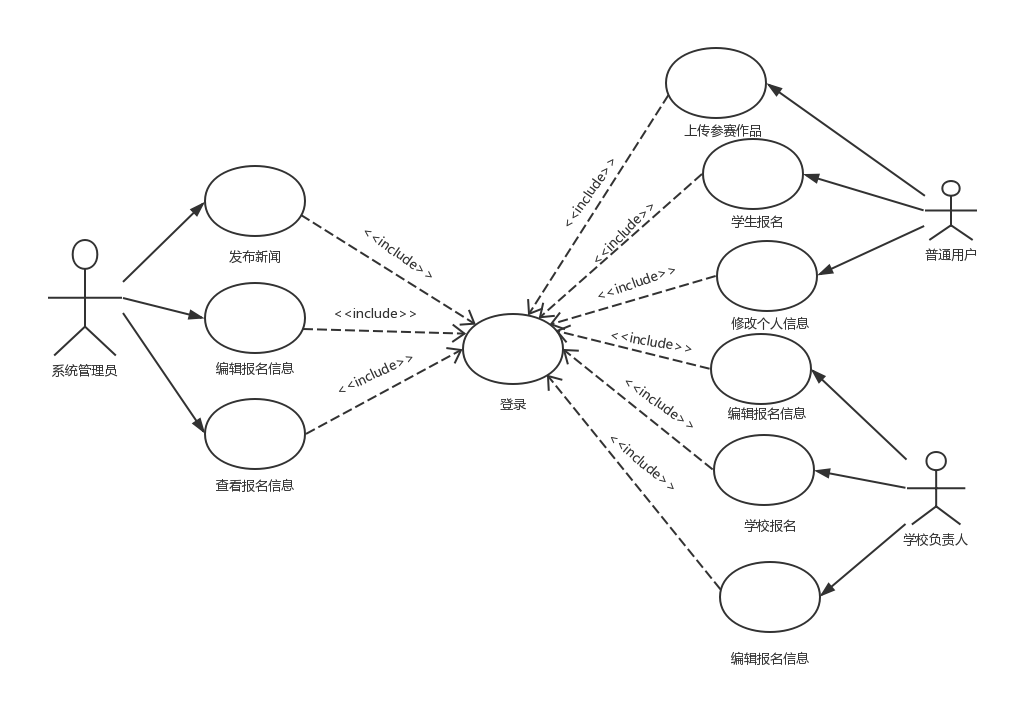 上传参赛作品
<<include>>
学生报名
<<include>>
普通用户
发布新闻
<<include>>
<<include>>
修改个人信息
<<include>>
<<include>>
系统管理员
编辑报名信息
<<include>>
登录
<<include>>
编辑报名信息
查看报名信息
<<include>>
学校报名
学校负责人
编辑报名信息